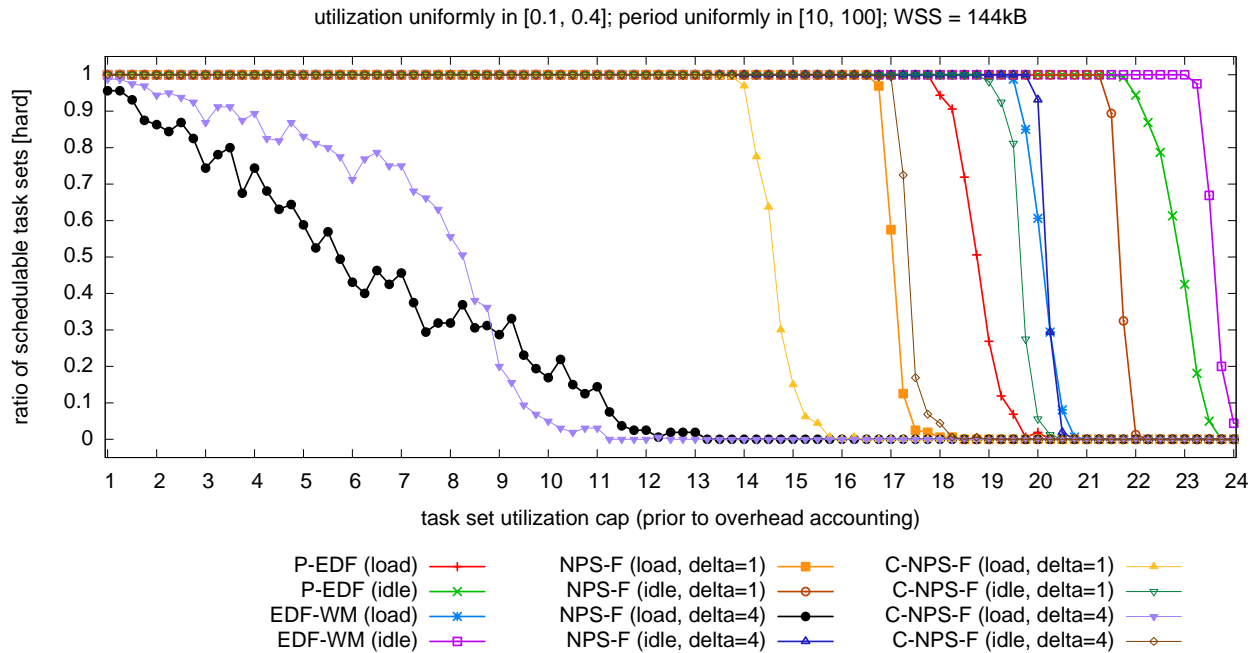 utilization uniformly in [0.1, 0.4]; period uniformly in [10, 100]; WSS = 144kB
ratio of schedulable task sets [hard]
1
0.9
0.8
0.7
0.6
0.5
0.4
0.3
0.2
0.1
0
1 2 3 4 5 6 7 8 9 10 11 12 13 14 15 16 17 18 19 20 21 22 23 24
task set utilization cap (prior to overhead accounting)
P-EDF (load) NPS-F (load, delta=1) C-NPS-F (load, delta=1)
P-EDF (idle) NPS-F (idle, delta=1) C-NPS-F (idle, delta=1)
EDF-WM (load) NPS-F (load, delta=4) C-NPS-F (load, delta=4)
EDF-WM (idle) NPS-F (idle, delta=4) C-NPS-F (idle, delta=4)